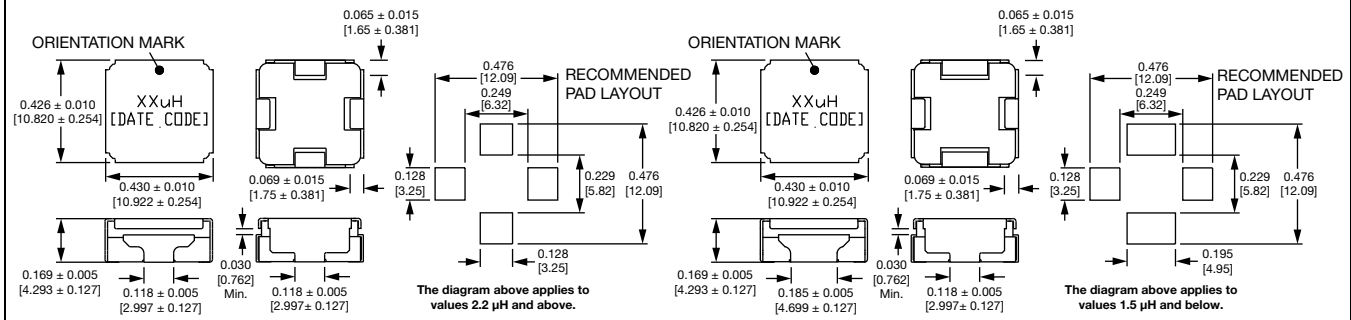 0.065 ± 0.015
[1.65 ± 0.381]
ORIENTATION MARK
0.476
[12.09]
0.249
[6.32]
RECOMMENDED
PAD LAYOUT
0.426 ± 0.010
[10.820 ± 0.254]
XXuH
[DATE CODE]
0.128
[3.25]
0.229
[5.82]
0.476
[12.09]
0.430 ± 0.010
[10.922 ± 0.254]
0.069 ± 0.015
[1.75 ± 0.381]
0.169 ± 0.005
[4.293 ± 0.127]
0.030
[0.762]
Min.
0.128
[3.25]
0.118 ± 0.005
[2.997± 0.127]
0.118 ± 0.005
[2.997± 0.127]
The diagram above applies to
values 2.2 µH and above.
0.065 ± 0.015
[1.65 ± 0.381]
ORIENTATION MARK
0.476
[12.09]
0.249
[6.32]
RECOMMENDED
PAD LAYOUT
0.426 ± 0.010
[10.820 ± 0.254]
XXuH
[DATE CODE]
0.128
[3.25]
0.229
[5.82]
0.476
[12.09]
0.430 ± 0.010
[10.922 ± 0.254]
0.069 ± 0.015
[1.75 ± 0.381]
0.169 ± 0.005
[4.293 ± 0.127]
0.030
[0.762]
Min.
0.195
[4.95]
0.185 ± 0.005
[4.699 ± 0.127]
0.118 ± 0.005
[2.997± 0.127]
The diagram above applies to
values 1.5 µH and below.